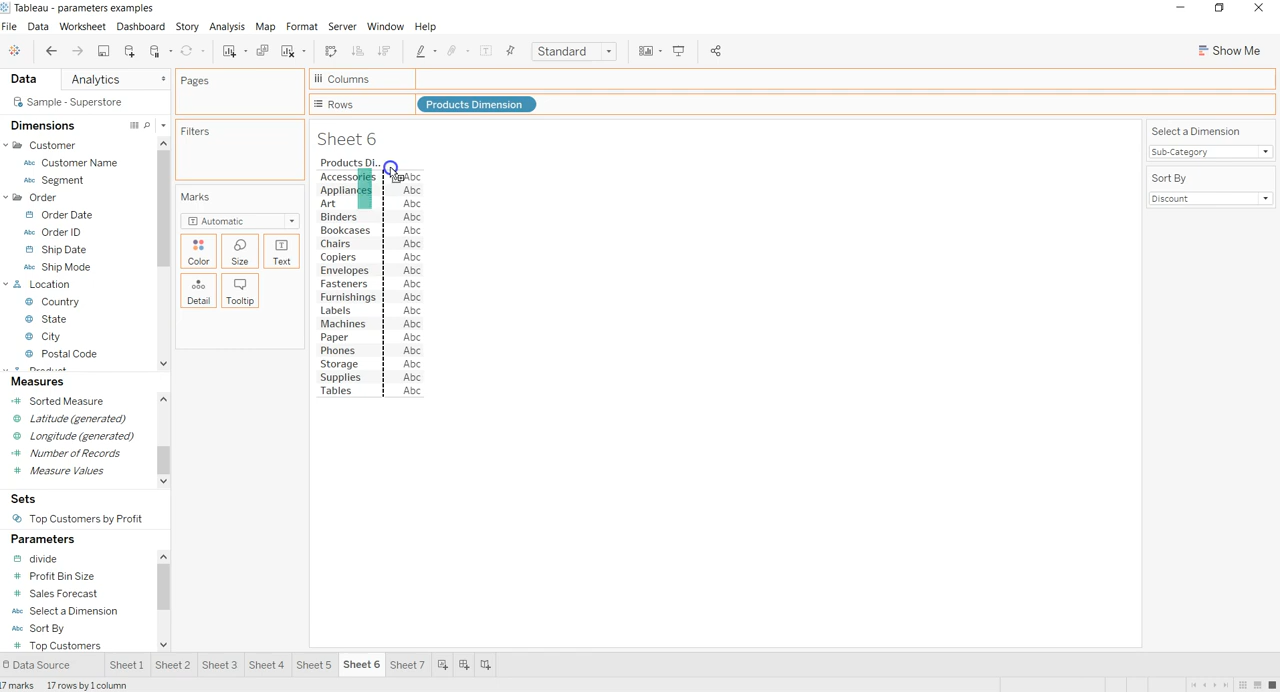 Tableau - parameters examples
File Data Worksheet Dashboard Story Analysis Map Format Server Window Help
Standard
Show Me
Data Analytics
Sample - Superstore
Dimensions
Customer
Abc Customer Name
Abc Segment
Order
Order Date
Abc Order ID
Ship Date
Abc Ship Mode
Location
Country
State
City
Postal Code
Product
Measures
Sorted Measure
Latitude (generated)
Longitude (generated)
Number of Records
Measure Values
Sets
Top Customers by Profit
Parameters
divide
Profit Bin Size
Sales Forecast
Abc Select a Dimension
Abc Sort By
Top Customers
Pages
Filters
Marks
Automatic
Color Size Text
Detail Tooltip
Columns
Rows Products Dimension
Sheet 6
Products Di..
Accessories Abc
Appliances Abc
Art Abc
Binders Abc
Bookcases Abc
Chairs Abc
Copiers Abc
Envelopes Abc
Fasteners Abc
Furnishings Abc
Labels Abc
Machines Abc
Paper Abc
Phones Abc
Storage Abc
Supplies Abc
Tables Abc
Select a Dimension
Sub-Category
Sort By
Discount
Data Source Sheet 1 Sheet 2 Sheet 3 Sheet 4 Sheet 5 Sheet 6 Sheet 7
17 marks 17 rows by 1 column